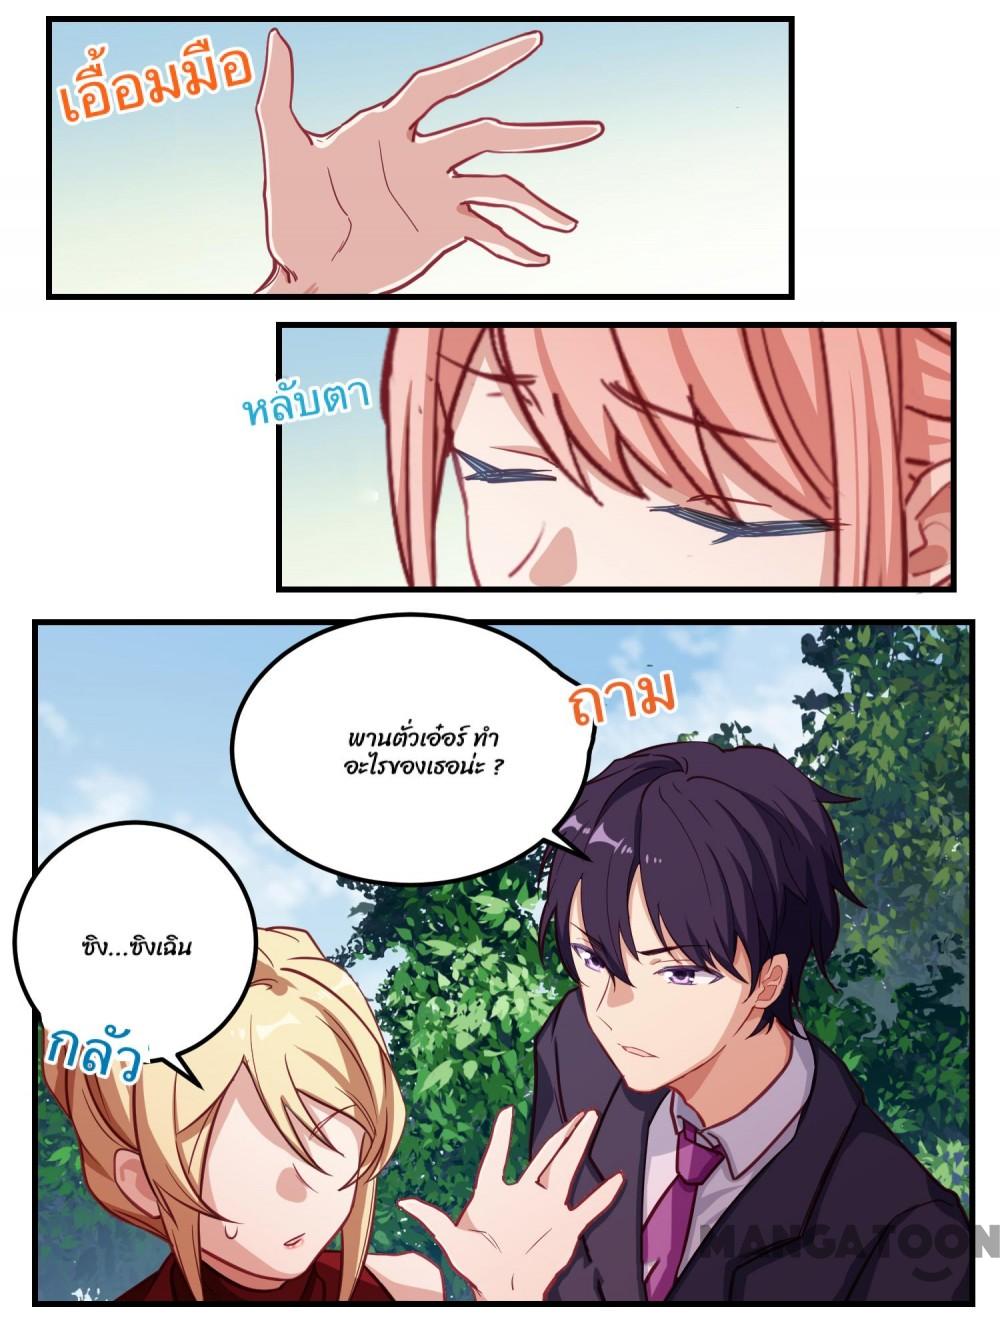 เอื้อมมือ
หลับตา
ถาม
พานตั่วเอ๋อร์ ทำ
อะไรของเธอน่ะ ?
ซิง...ซิงเฉิน
กลัว
MANGATOON